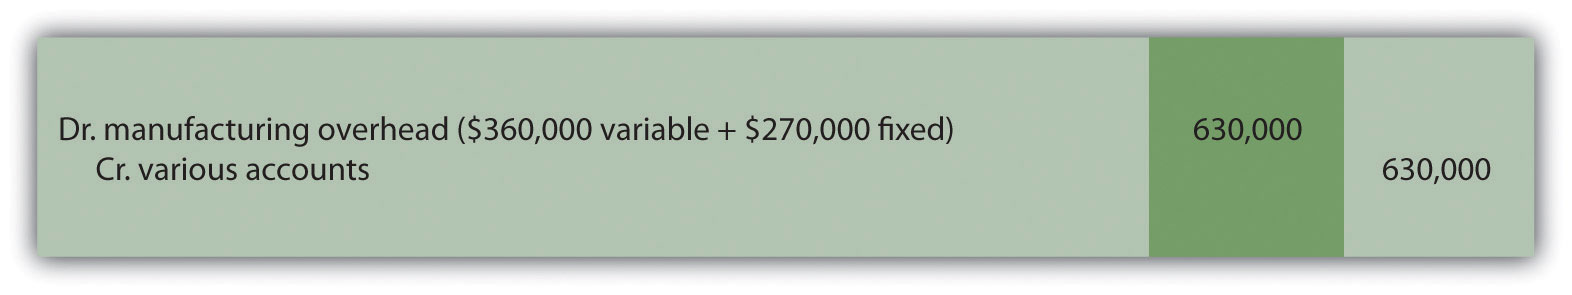 Dr. manufacturing overhead ($360,000 variable + $270,000 fixed) 630,000
Cr. various accounts 630,000